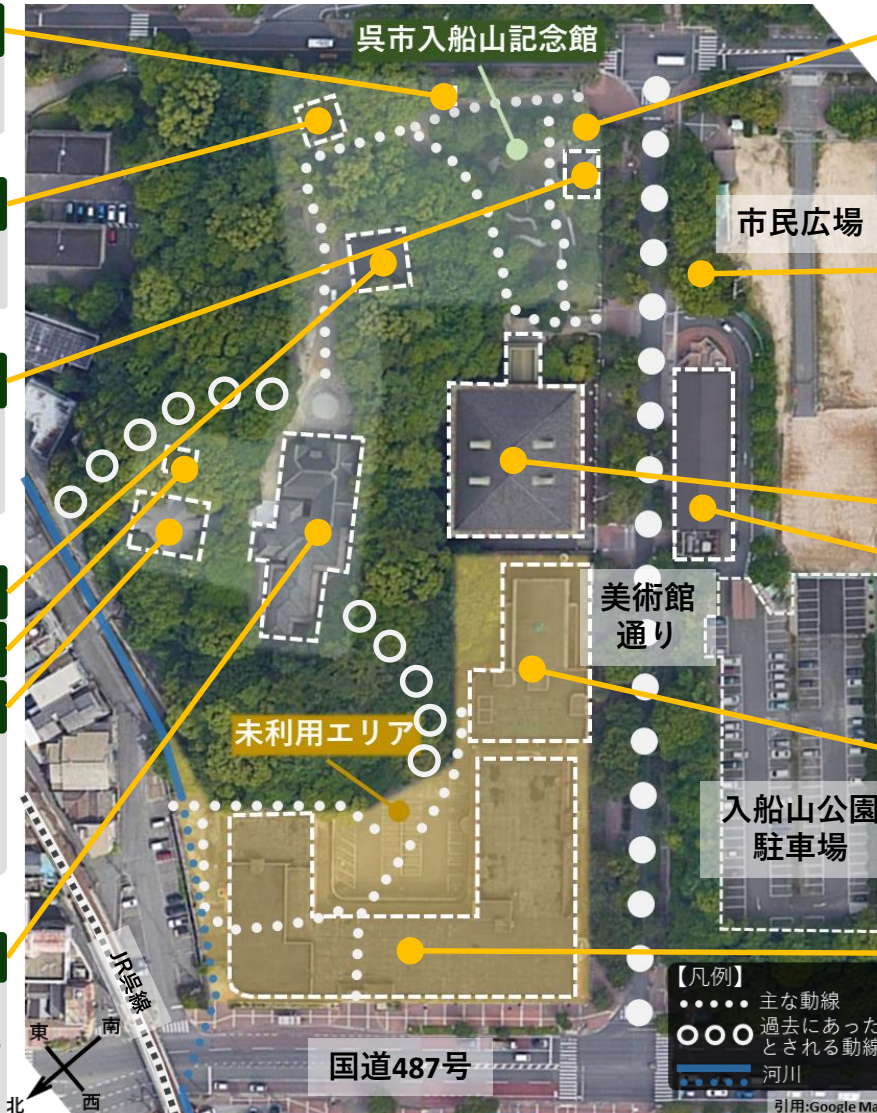 呉市入船山記念館
市民広場
美術館
通り
未利用エリア
入船山公園
駐車場
JR呉線
【凡例】
主な動線
過去にあった
とされる動線
河川
東
南
北
西
国道487号
引用:Google Ma